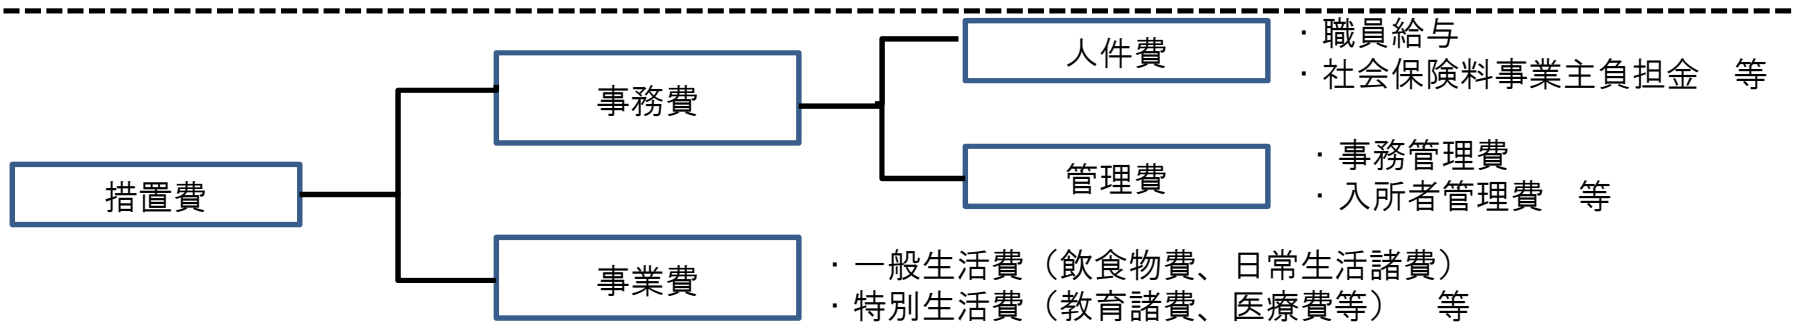 人件費
・職員給与
・社会保険料事業主負担金　等
事務費
管理費
・事務管理費
・入所者管理費　等
措置費
事業費
・一般生活費（飲食物費、日常生活諸費）
・特別生活費（教育諸費、医療費等）　等